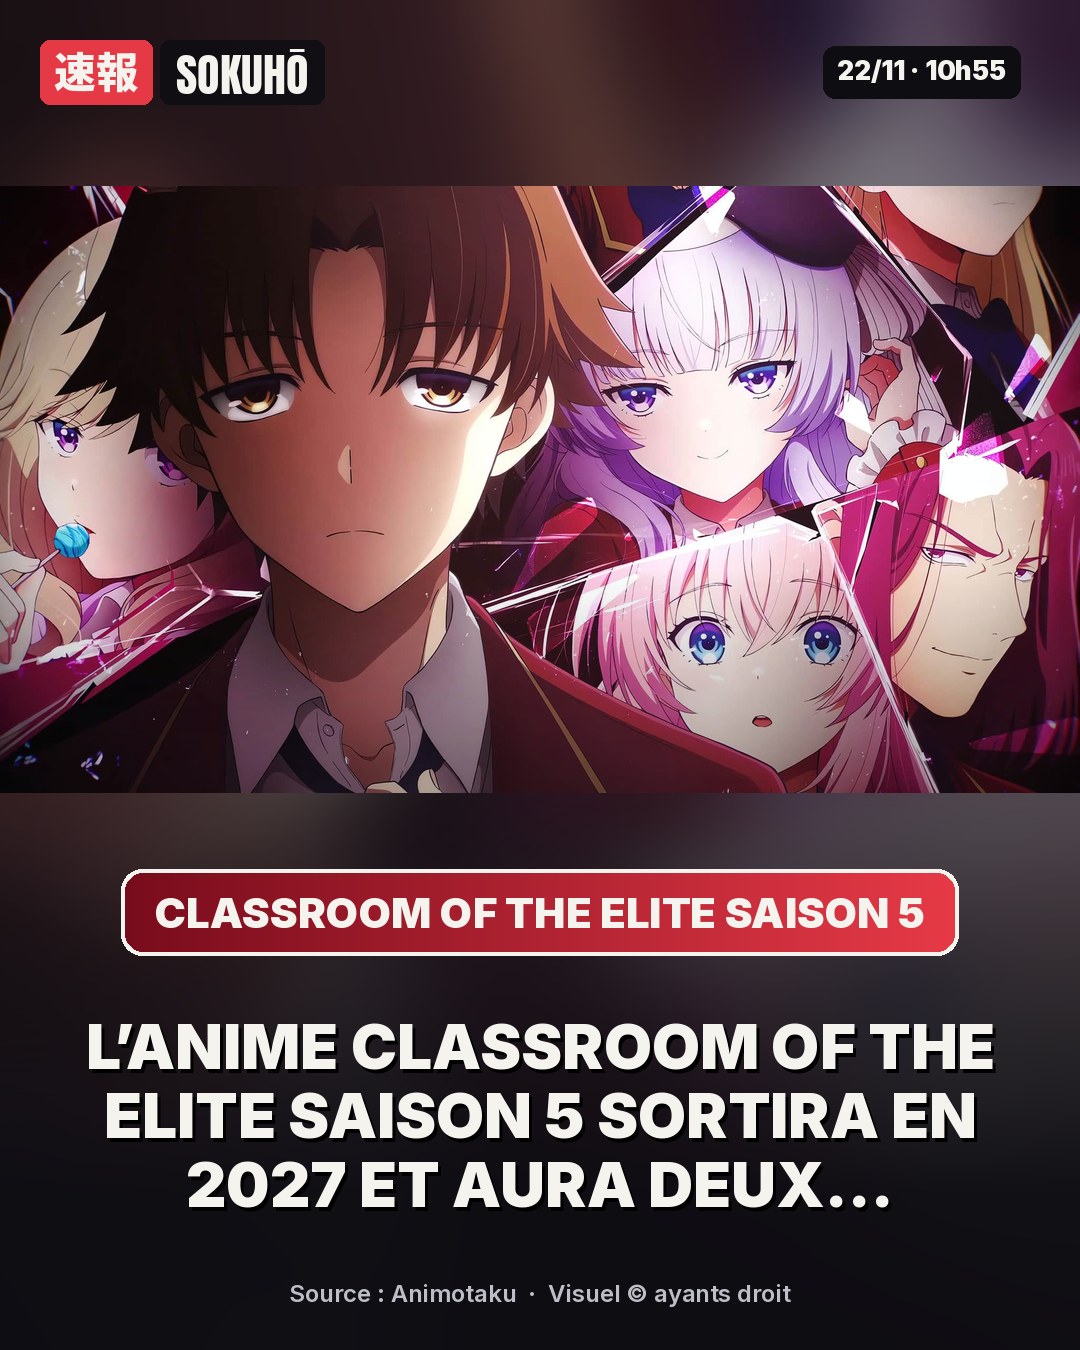 速報 SOKUHŌ
22/11 · 10h55
CLASSROOM OF THE ELITE SAISON 5
L'ANIME CLASSROOM OF THE
ELITE SAISON 5 SORTIRA EN
2027 ET AURA DEUX...
Source : Animotaku · Visuel © ayants droit